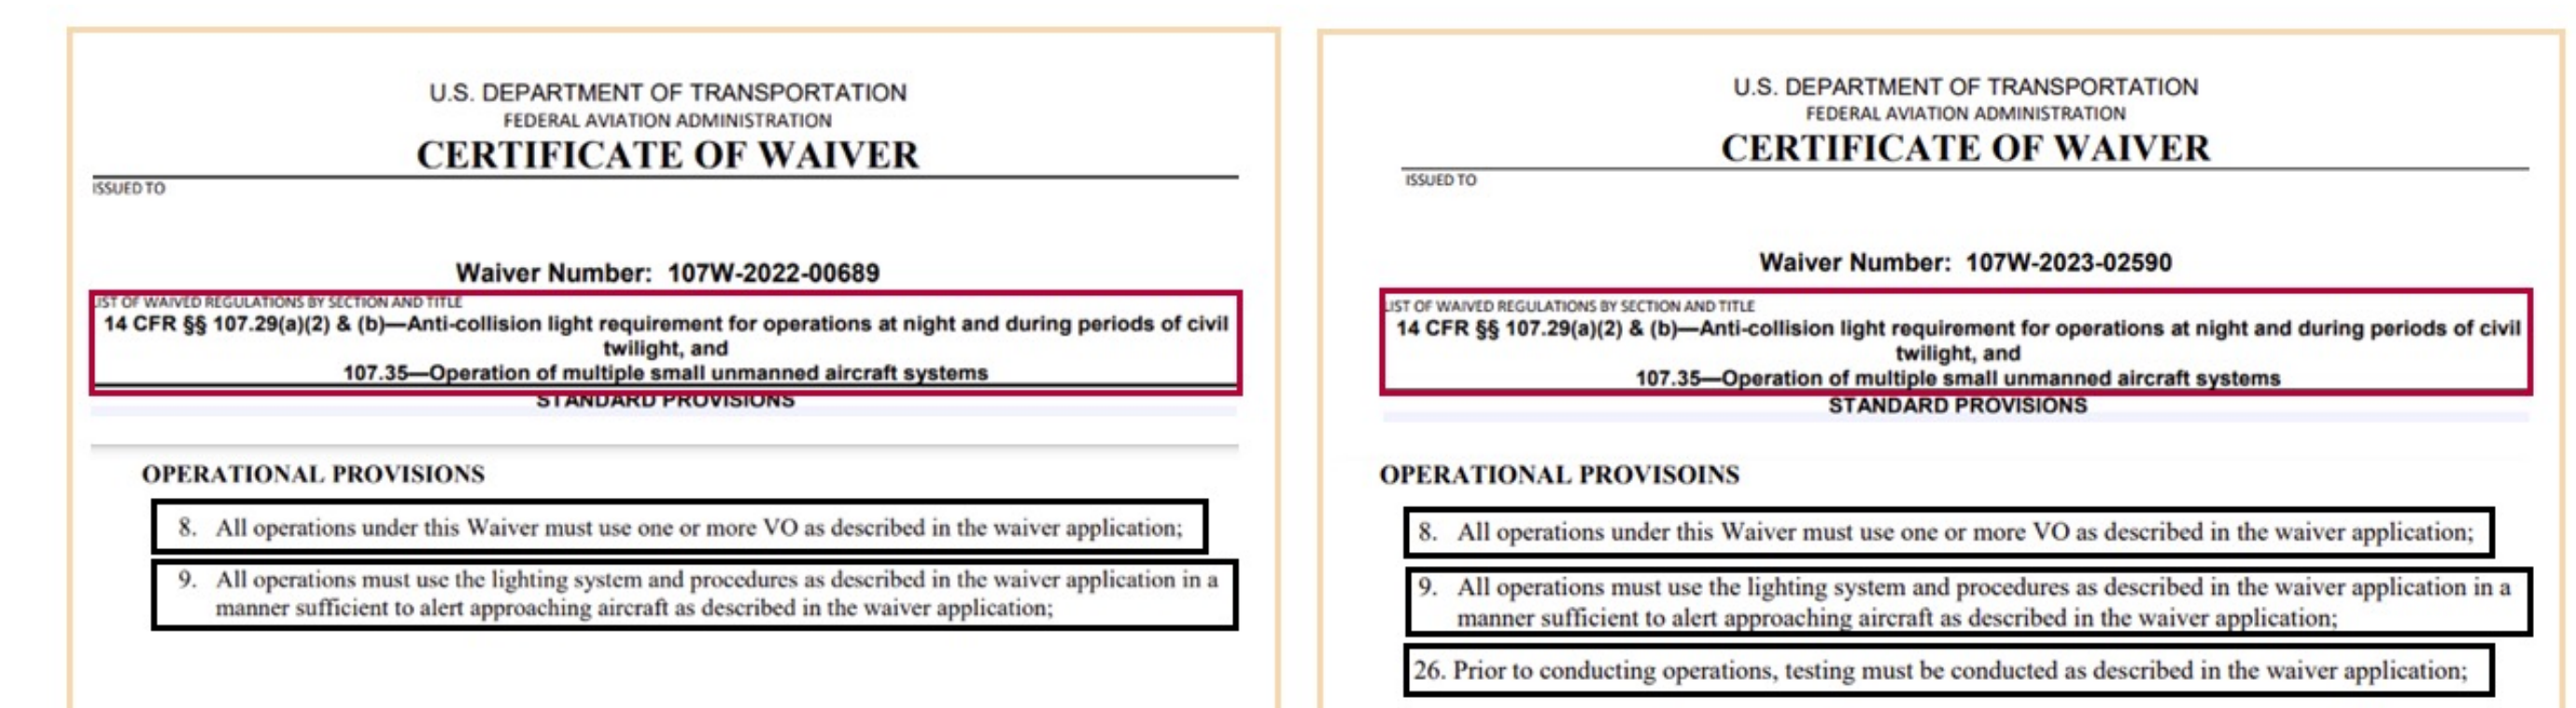 U.S. DEPARTMENT OF TRANSPORTATION
FEDERAL AVIATION ADMINISTRATION
CERTIFICATE OF WAIVER
ISSUED TO
Waiver Number: 107W-2022-00689
LIST OF WAIVED REGULATIONS BY SECTION AND TITLE
14 CFR §§ 107.29(a)(2) & (b)—Anti-collision light requirement for operations at night and during periods of civil
twilight, and
107.35—Operation of multiple small unmanned aircraft systems
STANDARD PROVISIONS
OPERATIONAL PROVISIONS
8. All operations under this Waiver must use one or more VO as described in the waiver application;
9. All operations must use the lighting system and procedures as described in the waiver application in a
manner sufficient to alert approaching aircraft as described in the waiver application;
U.S. DEPARTMENT OF TRANSPORTATION
FEDERAL AVIATION ADMINISTRATION
CERTIFICATE OF WAIVER
ISSUED TO
Waiver Number: 107W-2023-02590
LIST OF WAIVED REGULATIONS BY SECTION AND TITLE
14 CFR §§ 107.29(a)(2) & (b)—Anti-collision light requirement for operations at night and during periods of civil
twilight, and
107.35—Operation of multiple small unmanned aircraft systems
STANDARD PROVISIONS
OPERATIONAL PROVISOINS
8. All operations under this Waiver must use one or more VO as described in the waiver application;
9. All operations must use the lighting system and procedures as described in the waiver application in a
manner sufficient to alert approaching aircraft as described in the waiver application;
26. Prior to conducting operations, testing must be conducted as described in the waiver application;